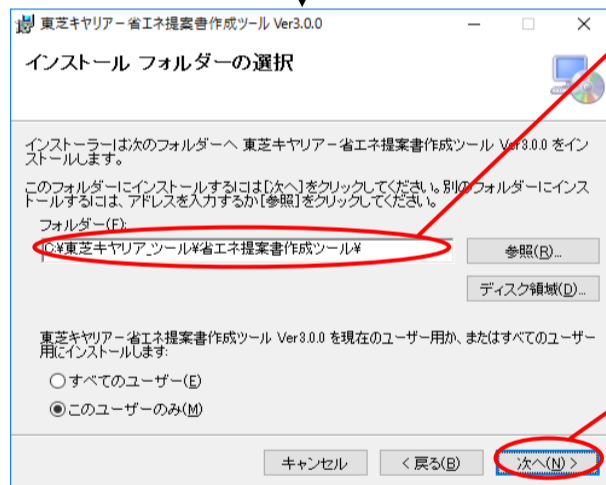 東芝キャリアー省エネ提案書作成ツール Ver3.0.0
インストール フォルダーの選択
インストーラーは次のフォルダーへ 東芝キヤリアー省エネ提案書作成ツール Ver3.0.0 をイン
ストールします。
このフォルダーにインストールするには[次へ]をクリックしてください。別のフォルダーにインス
トールするには、アドレスを入力するか[参照]をクリックしてください。
フォルダー(F):
C:¥東芝キヤリア_ツール¥省エネ提案書作成ツール¥
参照(R)...
ディスク領域(D)...
東芝キヤリアー省エネ提案書作成ツール Ver3.0.0 を現在のユーザー用か、またはすべてのユーザー
用にインストールします:
すべてのユーザー(E)
このユーザーのみ(M)
キャンセル
< 戻る(B)
次へ(N) >